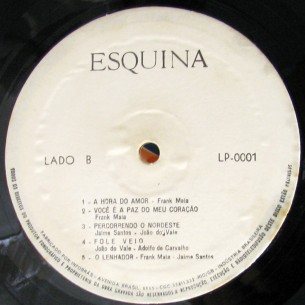 ESQUINA
LADO B
LP-0001
1 - A HORA DO AMOR - Frank Maia
2 - VOCÊ É A PAZ DO MEU CORAÇÃO
Frank Maia
3 - PERCORRENDO O NORDESTE
Jaime Santos - João do Vale
4 - FOLE VEIO
João do Vale - Adolfo de Carvalho
5 - O LENHADOR - Frank Maia - Jaime Santos
INDÚSTRIA BRASILEIRA